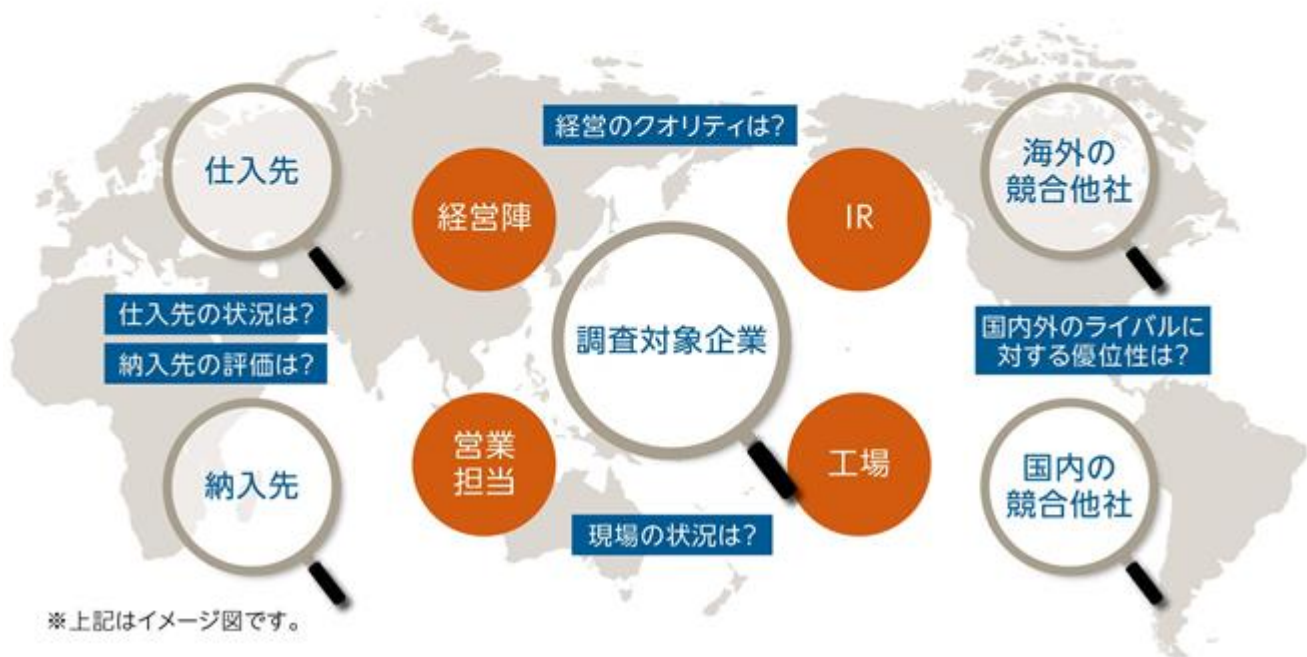 経営のクオリティは?
仕入先
経営陣
IR
海外の
競合他社
仕入先の状況は?
納入先の評価は?
調査対象企業
国内外のライバルに
対する優位性は?
納入先
営業
担当
工場
国内の
競合他社
現場の状況は?
※上記はイメージ図です。